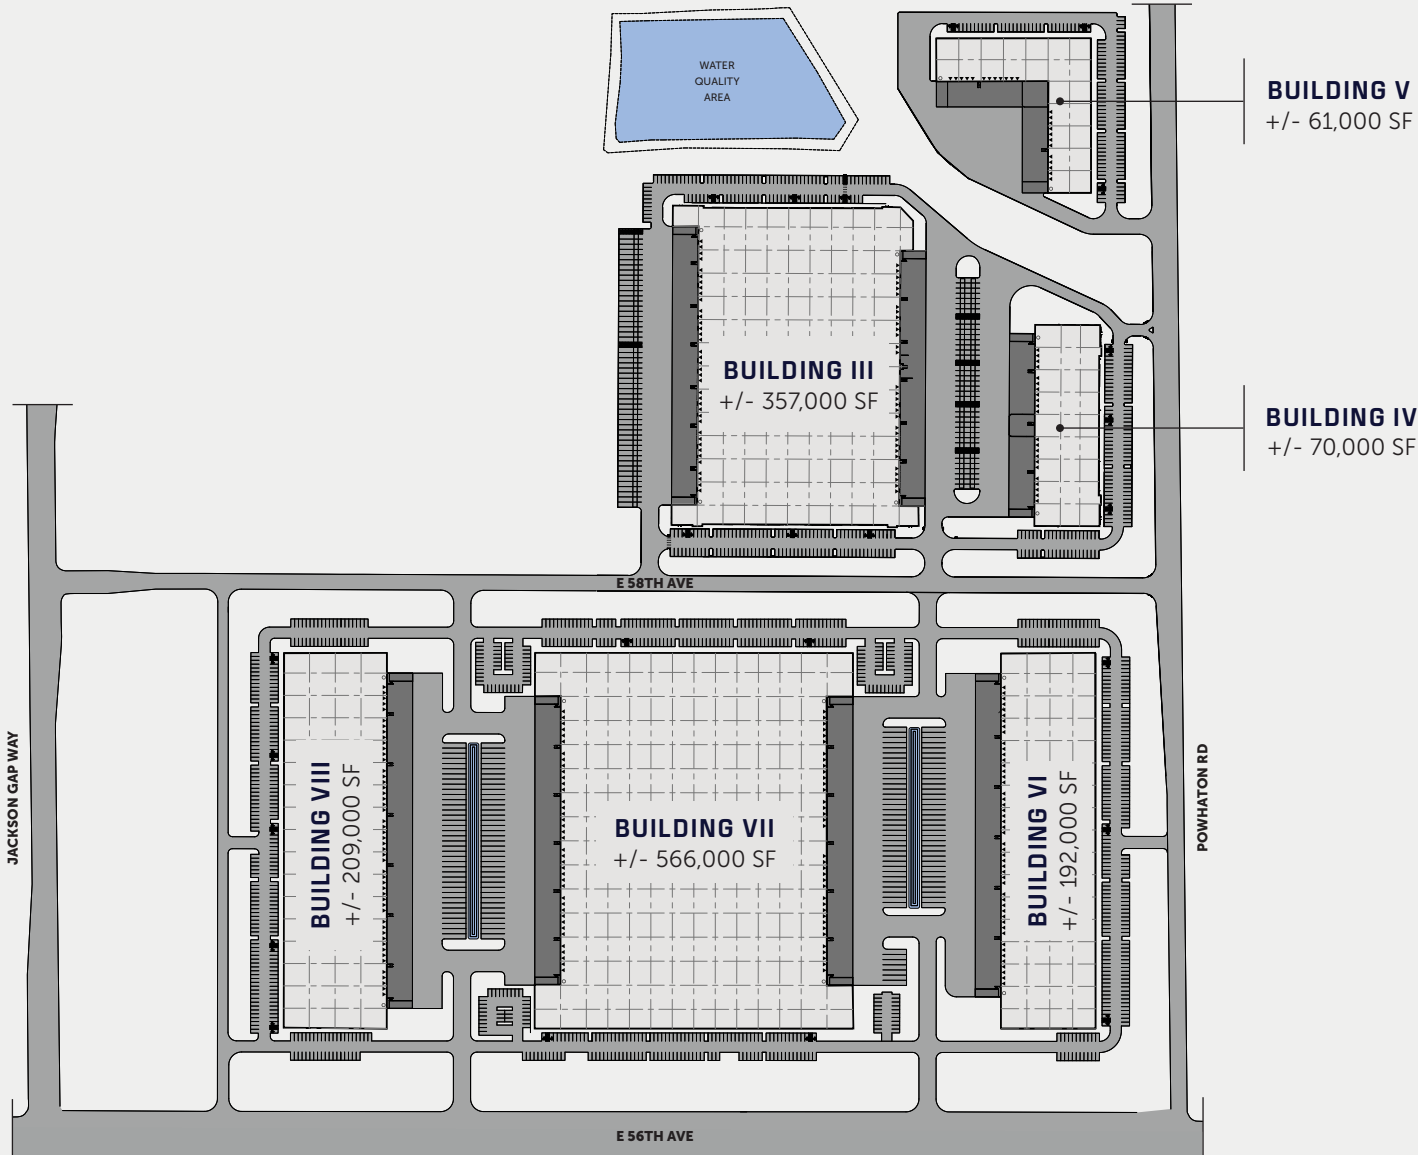 WATER
QUALITY
AREA
BUILDING V
+/- 61,000 SF
BUILDING III
+/- 357,000 SF
BUILDING IV
+/- 70,000 SF
E 58TH AVE
JACKSON GAP WAY
BUILDING VIII
+/- 209,000 SF
BUILDING VII
+/- 566,000 SF
BUILDING VI
+/- 192,000 SF
POWHATON RD
E 56TH AVE